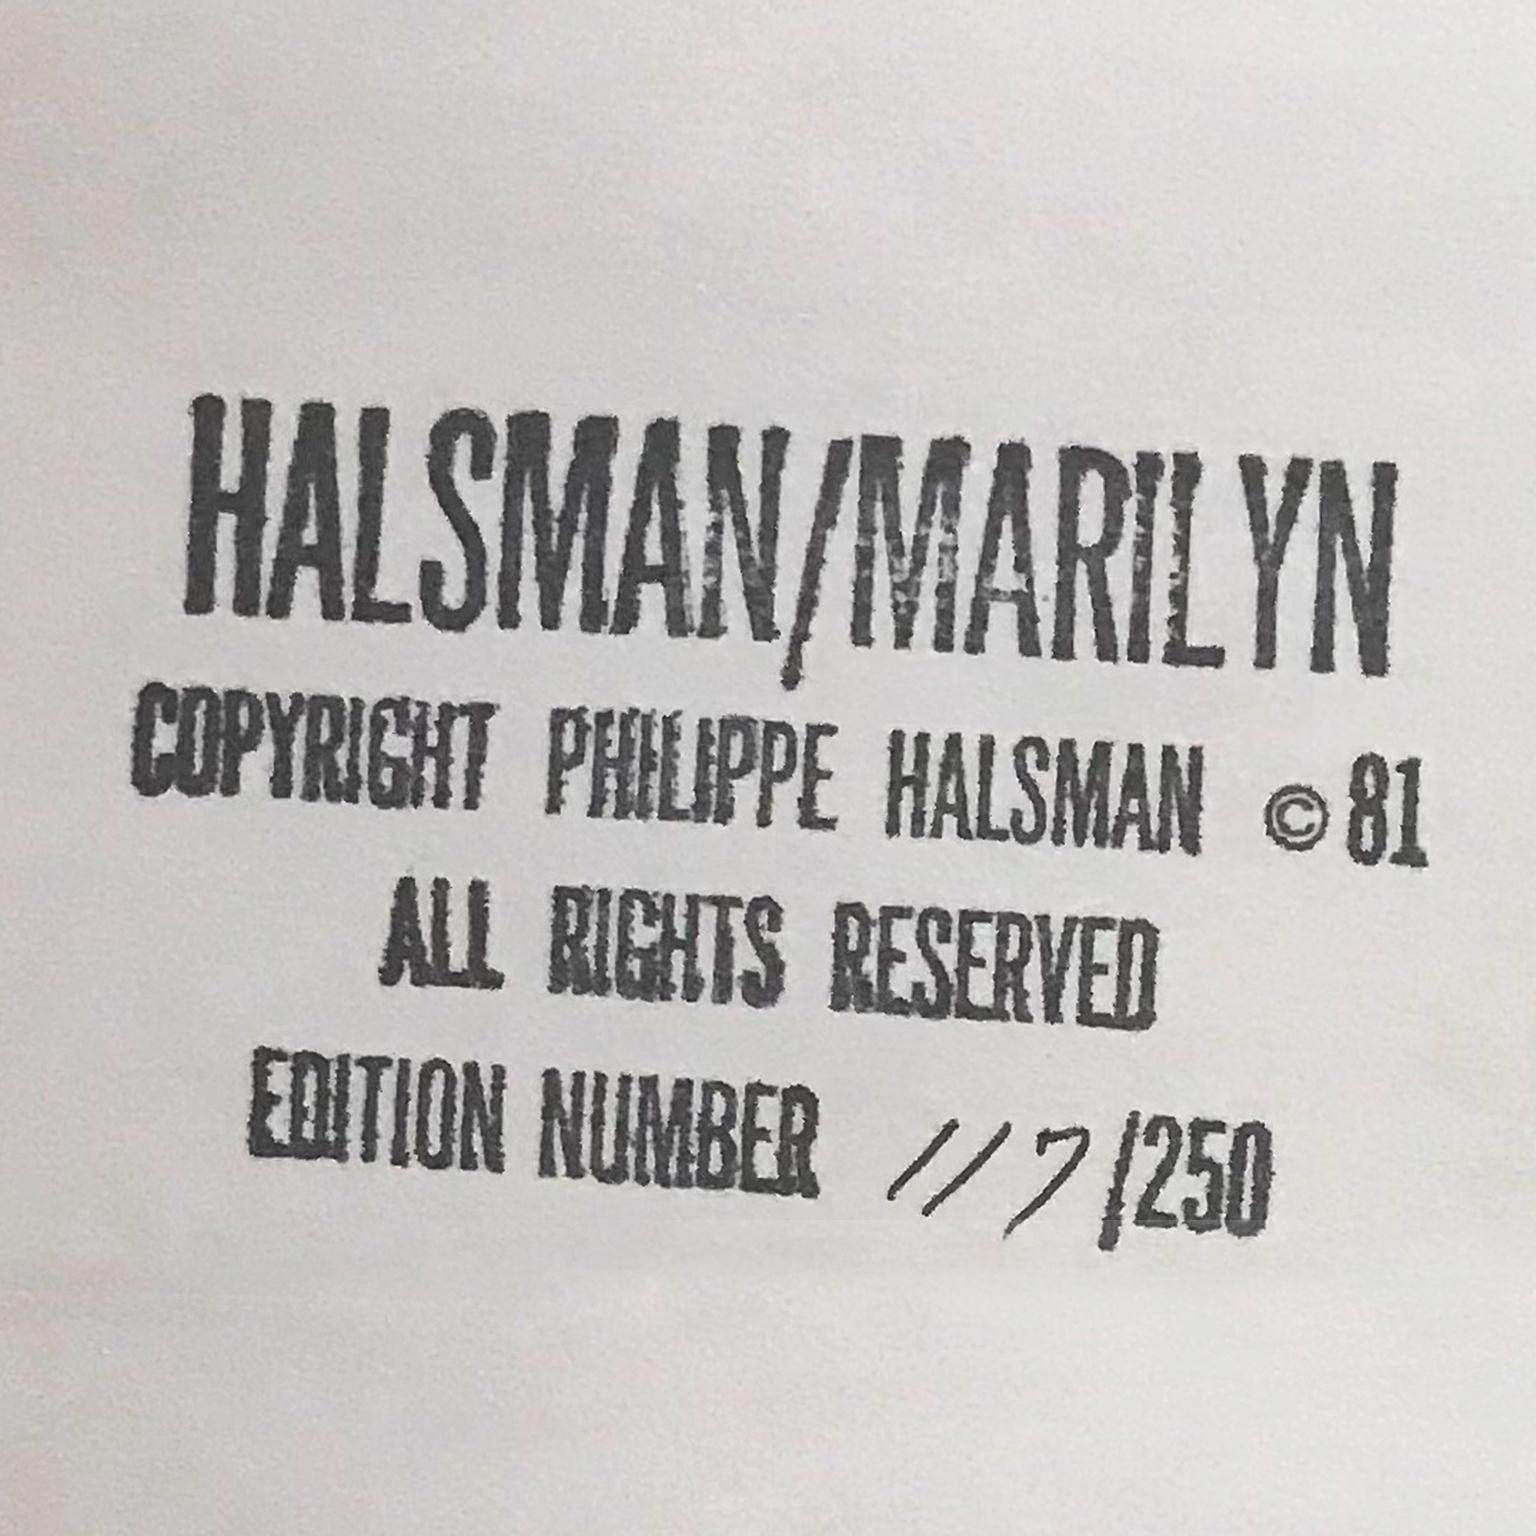 HALSMAN/MARILYN
COPYRIGHT PHILIPPE HALSMAN © 81
ALL RIGHTS RESERVED
EDITION NUMBER 117/250